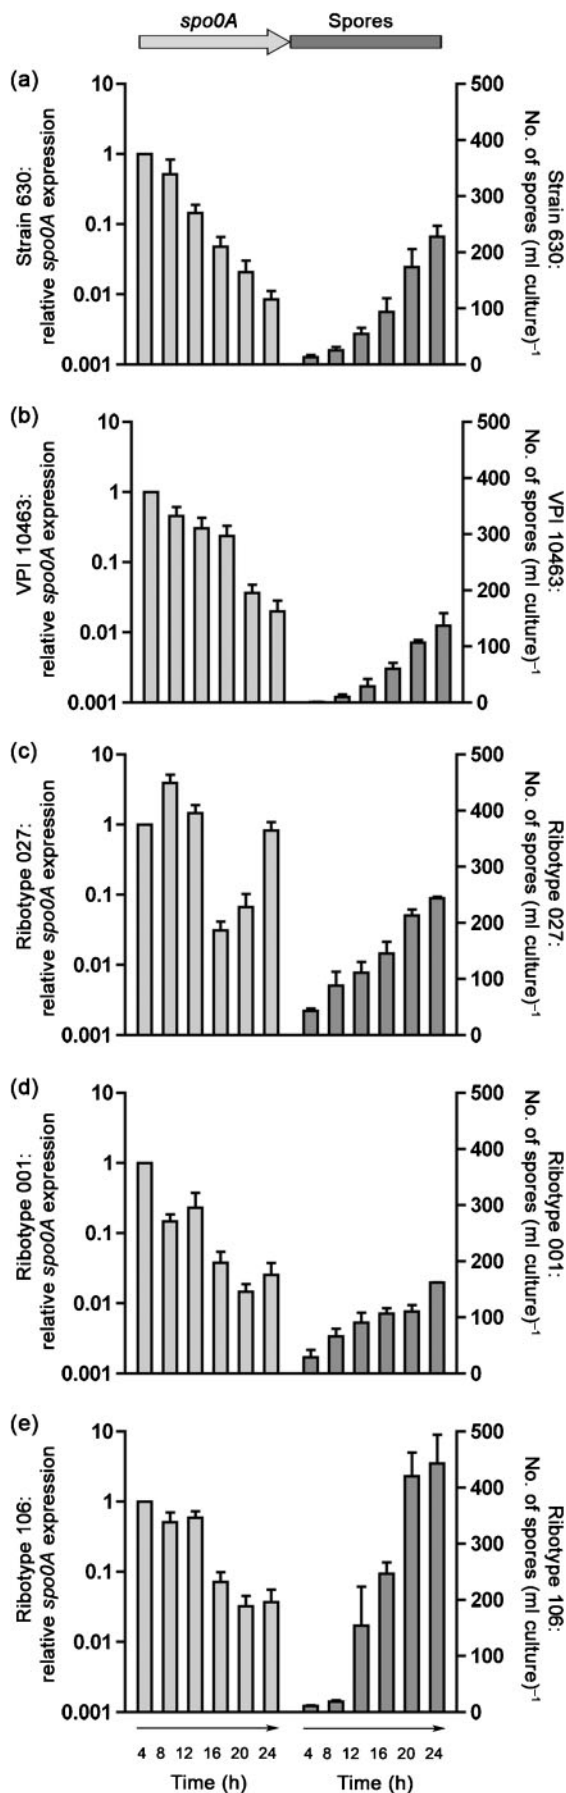 spo0A Spores
(a)
Strain 630:
relative spo0A expression
10
1
0.1
0.01
0.001
500
400
300
200
100
0
Strain 630:
No. of spores (ml culture)⁻¹
(b)
VPI 10463:
relative spo0A expression
10
1
0.1
0.01
0.001
500
400
300
200
100
0
VPI 10463:
No. of spores (ml culture)⁻¹
(c)
Ribotype 027:
relative spo0A expression
10
1
0.1
0.01
0.001
500
400
300
200
100
0
Ribotype 027:
No. of spores (ml culture)⁻¹
(d)
Ribotype 001:
relative spo0A expression
10
1
0.1
0.01
0.001
500
400
300
200
100
0
Ribotype 001:
No. of spores (ml culture)⁻¹
(e)
Ribotype 106:
relative spo0A expression
10
1
0.1
0.01
0.001
500
400
300
200
100
0
Ribotype 106:
No. of spores (ml culture)⁻¹
4 8 12 16 20 24 4 8 12 16 20 24
Time (h) Time (h)